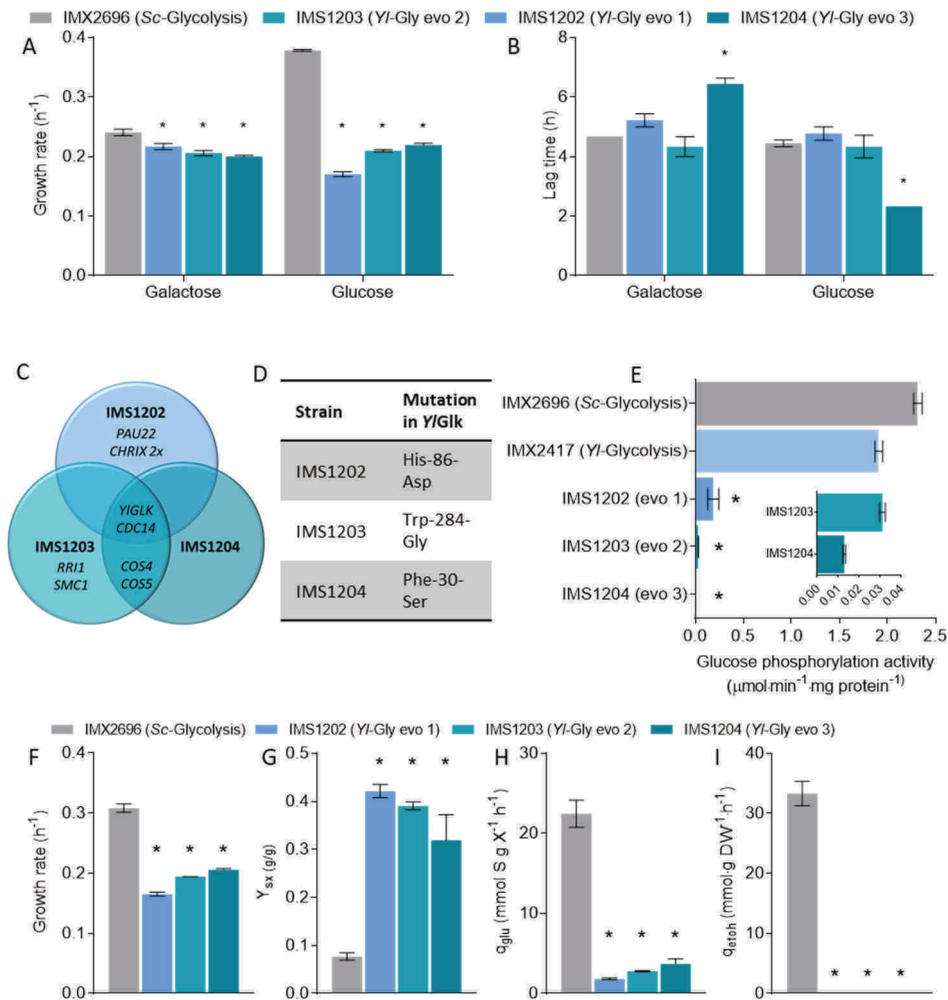 IMX2696 (Sc-Glycolysis) IMS1203 (Yl-Gly evo 2) IMS1202 (Yl-Gly evo 1) IMS1204 (Yl-Gly evo 3)
A
Growth rate (h⁻¹)
0.4
0.3
0.2
0.1
0.0
* * *
* * *
Galactose Glucose
B
Lag time (h)
8
6
4
2
0
*
*
Galactose Glucose
C
IMS1202
PAU22
CHRIX 2x
YlGLK
CDC14
IMS1203
RRI1
SMC1
COS4
COS5
IMS1204
D
Strain Mutation
in YlGlk
IMS1202 His-86-
Asp
IMS1203 Trp-284-
Gly
IMS1204 Phe-30-
Ser
E
IMX2696 (Sc-Glycolysis)
IMX2417 (Yl-Glycolysis)
IMS1202 (evo 1) *
IMS1203 (evo 2) *
IMS1204 (evo 3) *
IMS1203
IMS1204
0.00 0.01 0.02 0.03 0.04
0.0 0.5 1.0 1.5 2.0 2.5
Glucose phosphorylation activity
(µmol·min⁻¹·mg protein⁻¹)
IMX2696 (Sc-Glycolysis) IMS1202 (Yl-Gly evo 1) IMS1203 (Yl-Gly evo 2) IMS1204 (Yl-Gly evo 3)
F
Growth rate (h⁻¹)
0.4
0.3
0.2
0.1
0.0
* * *
G
Y sx (g/g)
0.5
0.4
0.3
0.2
0.1
0.0
* * *
H
qglu (mmol S g X⁻¹ h⁻¹)
30
20
10
0
* * *
I
qetoh (mmol·g DW⁻¹·h⁻¹)
40
30
20
10
0
* * *